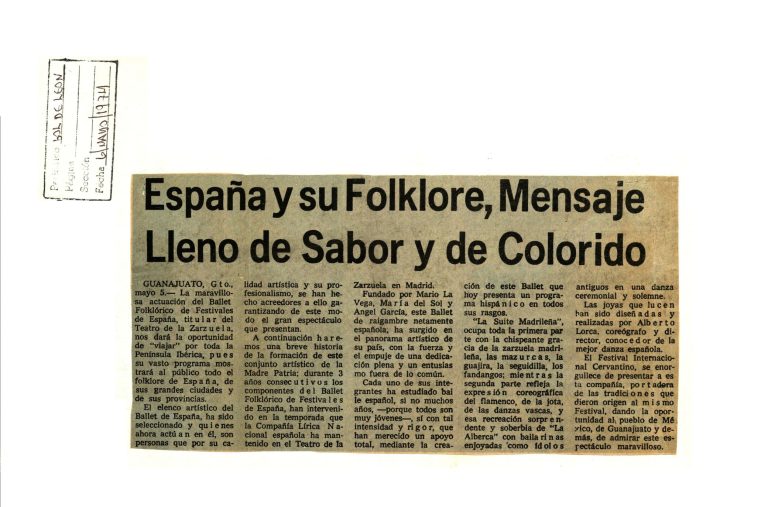 Periódico SOL DE LEON
Página
Sección
Fecha 6/MAYO/1974
España y su Folklore, Mensaje
Lleno de Sabor y de Colorido
GUANAJUATO, Gto.,
mayo 5.— La maravillo-
sa actuación del Ballet
Folklórico de Festivales
de España, titular del
Teatro de la Zarzuela,
nos dará la oportunidad
de "viajar" por toda la
Península Ibérica, pues
su vasto programa mos-
trará al público todo el
folklore de España, de
sus grandes ciudades y
de sus provincias.
El elenco artístico del
Ballet de España, ha sido
seleccionado y quienes
ahora actúan en él, son
personas que por su ca-
lidad artística y su pro-
fesionalismo, se han he-
cho acreedores a ello ga-
rantizando de este mo-
do el gran espectáculo
que presentan.
A continuación haré-
mos una breve historia
de la formación de este
conjunto artístico de la
Madre Patria; durante 3
años consecutivos los
componentes del Ballet
Folklórico de Festivales
de España, han interveni-
do en la temporada que
la Compañía Lírica Na
cional española ha man-
tenido en el Teatro de la
Zarzuela en Madrid.
Fundado por Mario La
Vega, María del Sol y
Angel García, este Ballet
de raigambre netamente
española, ha surgido en
el panorama artístico de
su país, con la fuerza y
el empuje de una dedica-
ción plena y un entusias
mo fuera de lo común.
Cada uno de sus inte-
grantes ha estudiado bal
le español, si no muchos
años, —porque todos son
muy jóvenes—, sí con tal
intensidad y rigor, que
han merecido un apoyo
total, mediante la crea-
ción de este Ballet que
hoy presenta un progra-
ma hispánico en todos
sus rasgos.
"La Suite Madrileña",
ocupa toda la primera par
te con la chispeante gra-
cia de la zarzuela madri-
leña, las mazurcas, la
guajira, la seguidilla, los
fandangos; mientras la
segunda parte refleja la
expresión coreográfica
del flamenco, de la jota,
de las danzas vascas, y
esa recreación sorpren-
dente y soberbia de "La
Alberca" con bailarinas
enjoyadas como ídolos
antiguos en una danza
ceremonial y solemne.
Las joyas que lucen
han sido diseñadas y
realizadas por Alberto
Lorca, coreógrafo y di-
rector, conocedor de la
mejor danza española.
El Festival Internacio
nal Cervantino, se enor-
gullece de presentar a es
ta compañía, portadora
de las tradiciones que
dieron origen al mismo
Festival, dando la opor-
tunidad al pueblo de Mé
xico, de Guanajuato y de-
más, de admirar este es-
pectáculo maravilloso.